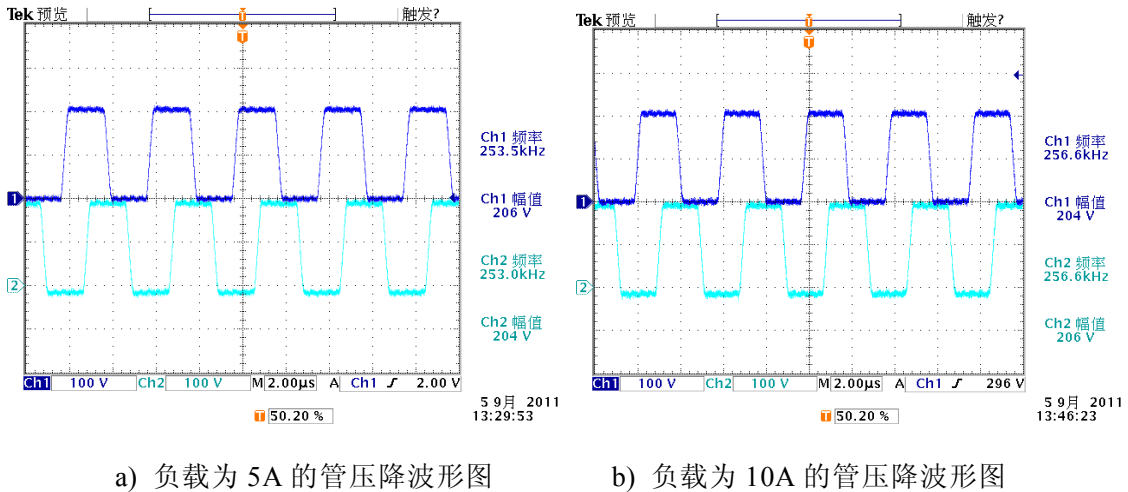 Tek 预览
T
触发?
T
1
2
Ch1 频率
253.5kHz
Ch1 幅值
206 V
Ch2 频率
253.0kHz
Ch2 幅值
204 V
Ch1 100 V Ch2 100 V M 2.00μs A Ch1 2.00 V
T 50.20 %
5 9月 2011
13:29:53
Tek 预览
T
触发?
T
1
2
Ch1 频率
256.6kHz
Ch1 幅值
204 V
Ch2 频率
256.6kHz
Ch2 幅值
206 V
Ch1 100 V Ch2 100 V M 2.00μs A Ch1 296 V
T 50.20 %
5 9月 2011
13:46:23
a) 负载为 5A 的管压降波形图
b) 负载为 10A 的管压降波形图